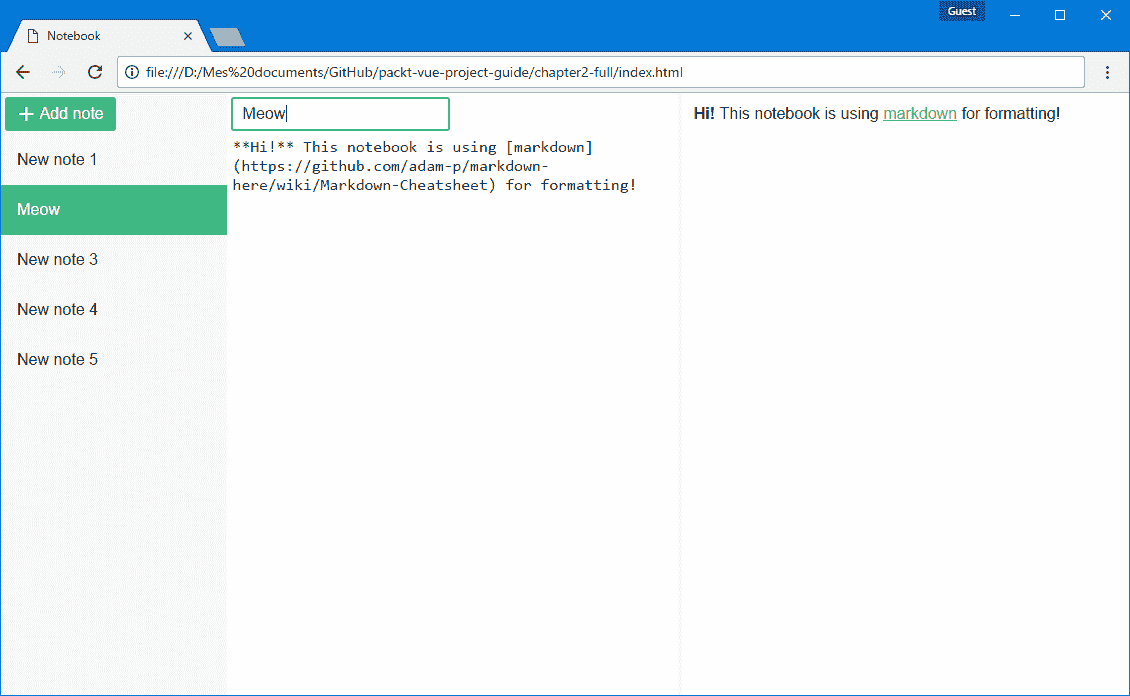 Guest
Notebook
file:///D:/Mes%20documents/GitHub/packt-vue-project-guide/chapter2-full/index.html
+ Add note
New note 1
Meow
New note 3
New note 4
New note 5
Meow
**Hi!** This notebook is using [markdown]
(https://github.com/adam-p/markdown-
here/wiki/Markdown-Cheatsheet) for formatting!
Hi! This notebook is using markdown for formatting!